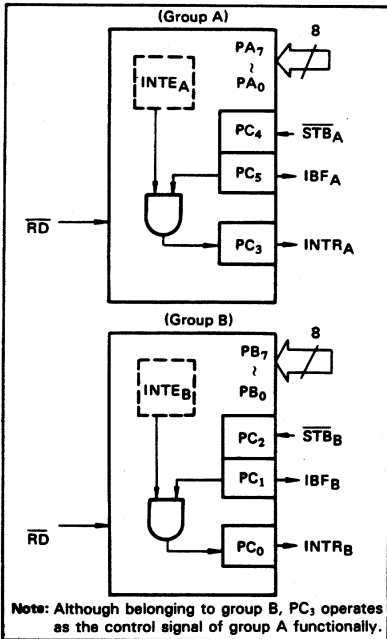 (Group A)
8
PA7
~
PA0
INTEA
PC4
STBA
PC5
IBFA
RD
PC3
INTRA
(Group B)
8
PB7
~
PB0
INTEB
PC2
STBB
PC1
IBFB
RD
PC0
INTRB
Note: Although belonging to group B, PC3 operates
as the control signal of group A functionally.